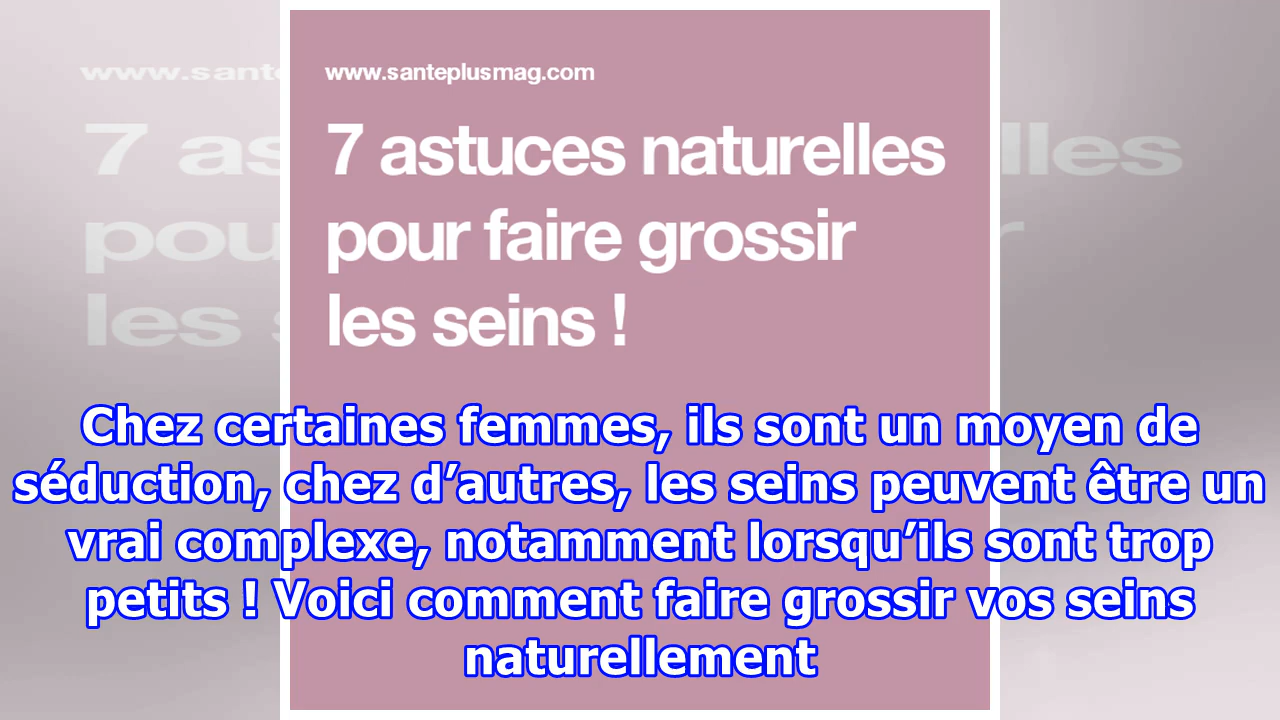 www.santeplusmag.com
7 astuces naturelles
pour faire grossir
les seins !
Chez certaines femmes, ils sont un moyen de
séduction, chez d’autres, les seins peuvent être un
vrai complexe, notamment lorsqu’ils sont trop
petits ! Voici comment faire grossir vos seins
naturellement